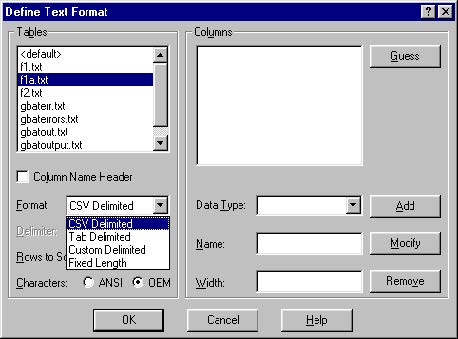 Define Text Format
Tables
<default>
f1.txt
f1a.txt
f2.txt
gbateir.txt
gbaterrors.txt
gbatout.txt
gbatoutput.txt
Column Name Header
Format
CSV Delimited
Delimiter:
CSV Delimited
Tab Delimited
Custom Delimited
Fixed Length
Rows to Sc
Characters:
ANSI
OEM
Columns
Guess
Data Type:
Add
Name:
Modify
Width:
Remove
OK
Cancel
Help